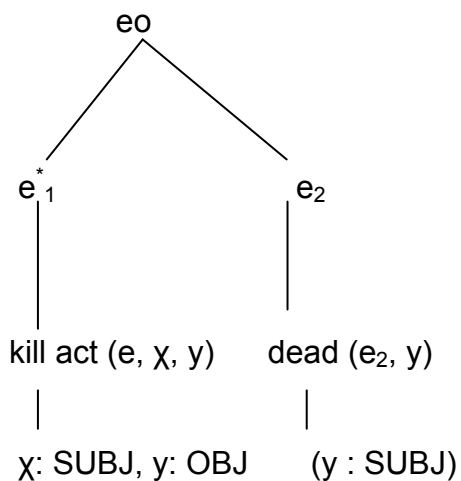 eo
e*₁ e₂
kill act (e, χ, y) dead (e₂, y)
χ: SUBJ, y: OBJ (y : SUBJ)